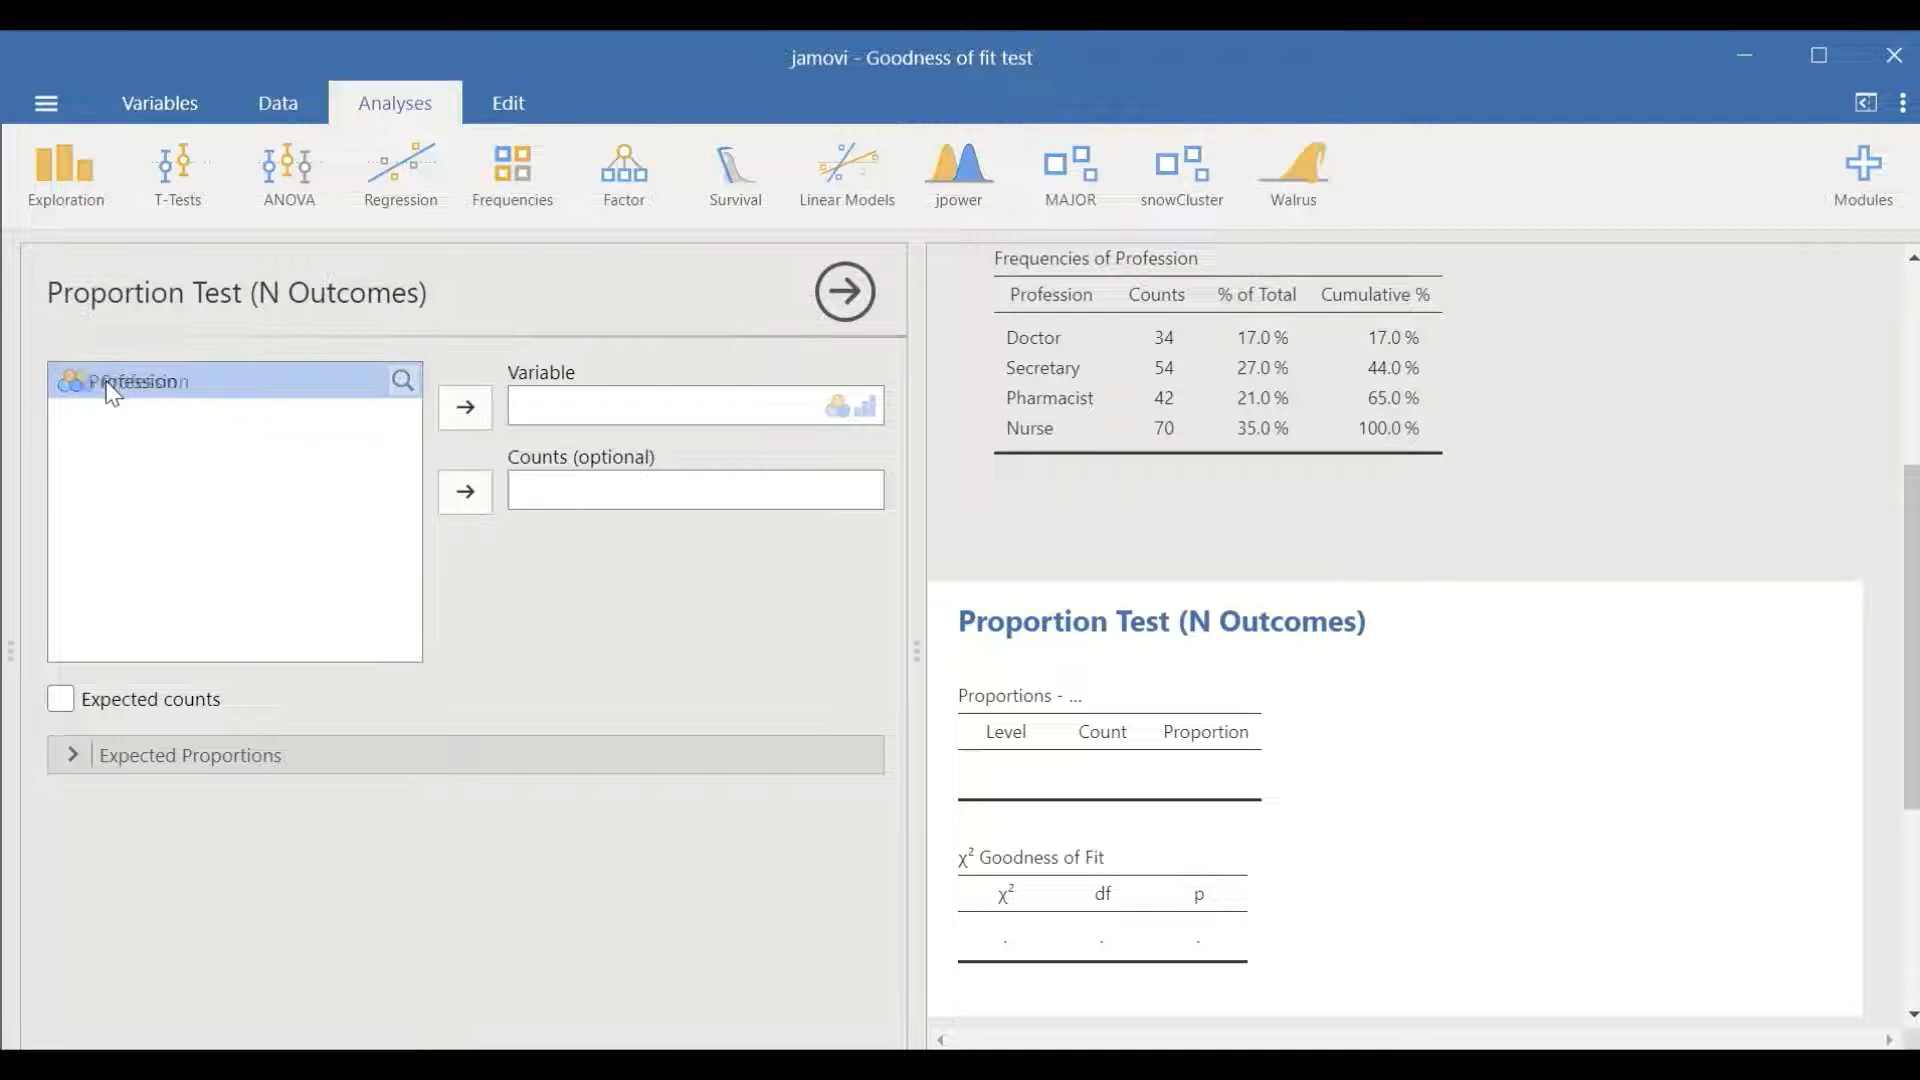 jamovi - Goodness of fit test
Variables Data Analyses Edit
Exploration T-Tests ANOVA Regression Frequencies Factor Survival Linear Models jpower MAJOR snowCluster Walrus Modules
Proportion Test (N Outcomes)
Profession
Variable
Counts (optional)
Expected counts
Expected Proportions
Frequencies of Profession
Profession Counts % of Total Cumulative %
Doctor 34 17.0 % 17.0 %
Secretary 54 27.0 % 44.0 %
Pharmacist 42 21.0 % 65.0 %
Nurse 70 35.0 % 100.0 %
Proportion Test (N Outcomes)
Proportions - ...
Level Count Proportion
χ² Goodness of Fit
χ² df p
. . .